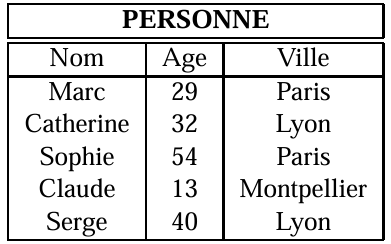 PERSONNE
Nom Age Ville
Marc 29 Paris
Catherine 32 Lyon
Sophie 54 Paris
Claude 13 Montpellier
Serge 40 Lyon